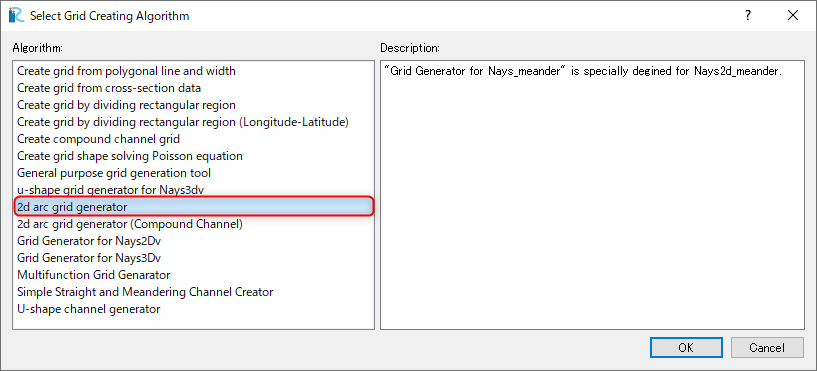 Select Grid Creating Algorithm
Algorithm:
Create grid from polygonal line and width
Create grid from cross-section data
Create grid by dividing rectangular region
Create grid by dividing rectangular region (Longitude-Latitude)
Create compound channel grid
Create grid shape solving Poisson equation
General purpose grid generation tool
u-shape grid generator for Nays3dv
2d arc grid generator
2d arc grid generator (Compound Channel)
Grid Generator for Nays2Dv
Grid Generator for Nays3Dv
Multifunction Grid Genarator
Simple Straight and Meandering Channel Creator
U-shape channel generator
Description:
"Grid Generator for Nays_meander" is specially degined for Nays2d_meander.
OK
Cancel